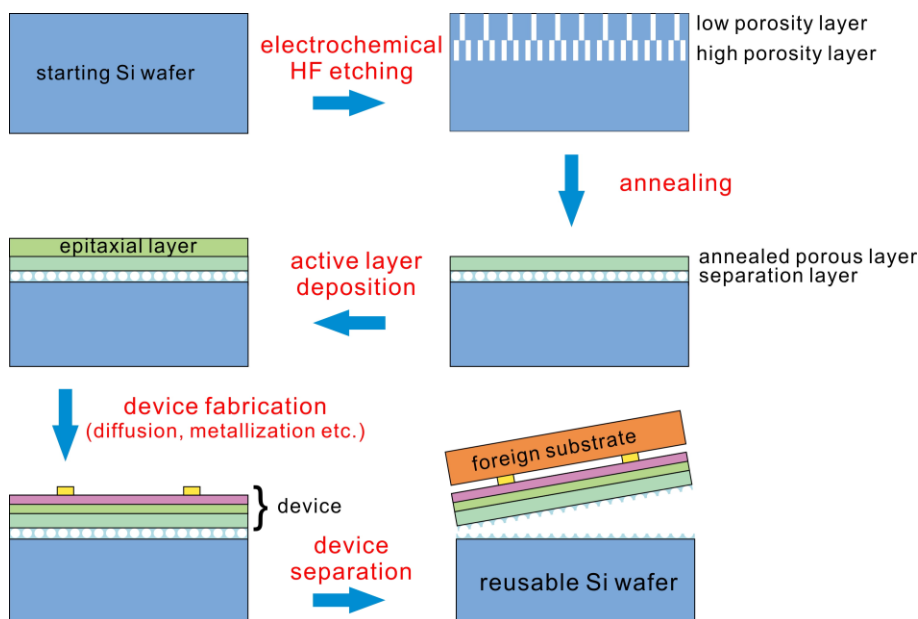 starting Si wafer
electrochemical
HF etching
low porosity layer
high porosity layer
annealing
epitaxial layer
active layer
deposition
annealed porous layer
separation layer
device fabrication
(diffusion, metallization etc.)
} device
device
separation
foreign substrate
reusable Si wafer